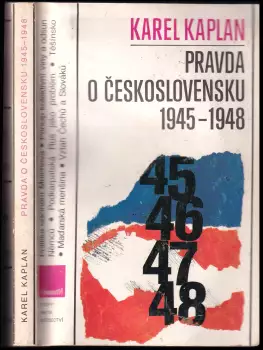 KAREL KAPLAN
PRAVDA
O ČESKOSLOVENSKU
1945-1948
45
46
47
48
KAREL KAPLAN
PRAVDA O ČESKOSLOVENSKU 1945-1948
Němců • Podkarpatská Rus jako problém • Těšínsko
• Maďarská menšina • Vztah Čechů a Slováků